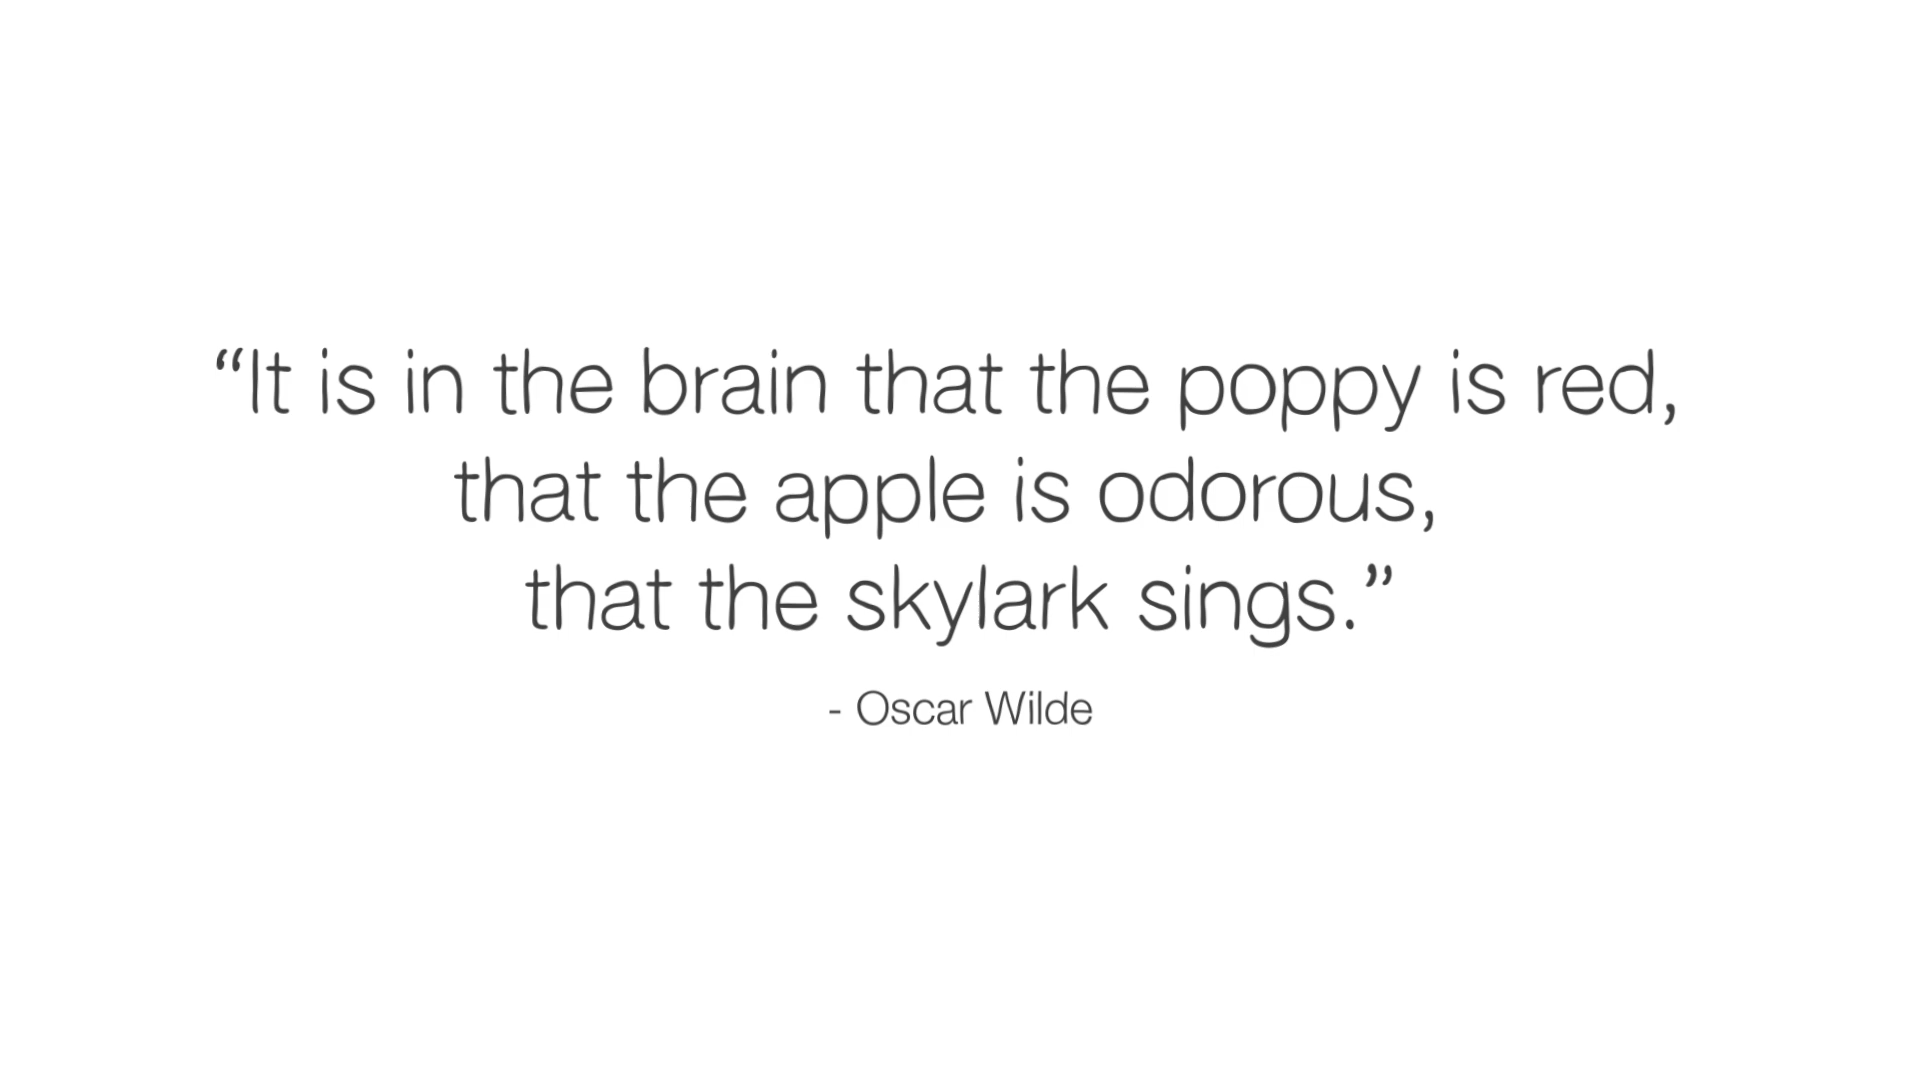 “It is in the brain that the poppy is red,
that the apple is odorous,
that the skylark sings.”
- Oscar Wilde